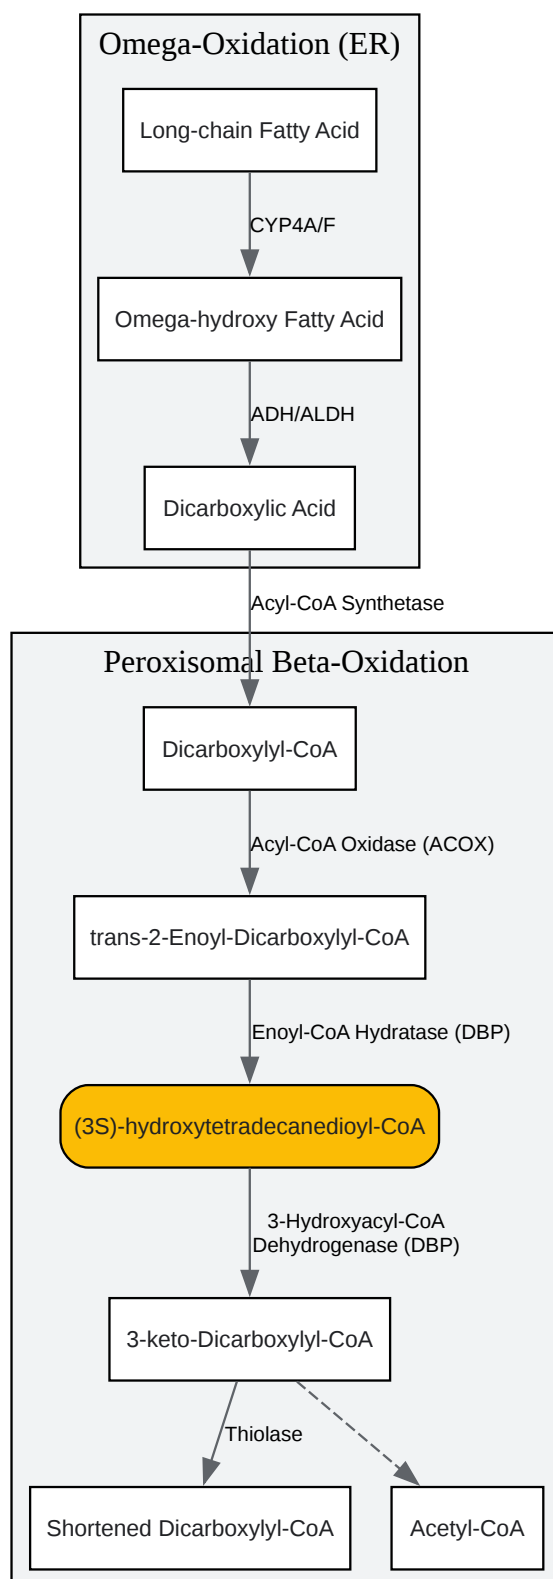 Omega-Oxidation (ER)
Long-chain Fatty Acid
CYP4A/F
Omega-hydroxy Fatty Acid
ADH/ALDH
Dicarboxylic Acid
Acyl-CoA Synthetase
Peroxisomal Beta-Oxidation
Dicarboxylyl-CoA
Acyl-CoA Oxidase (ACOX)
trans-2-Enoyl-Dicarboxylyl-CoA
Enoyl-CoA Hydratase (DBP)
(3S)-hydroxytetradecanedioyl-CoA
3-Hydroxyacyl-CoA
Dehydrogenase (DBP)
3-keto-Dicarboxylyl-CoA
Thiolase
Shortened Dicarboxylyl-CoA
Acetyl-CoA